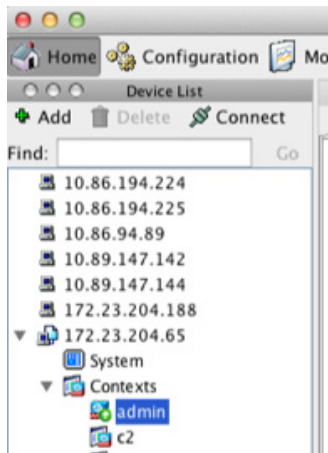 Home Configuration Mo
Device List
Add Delete Connect
Find: Go
10.86.194.224
10.86.194.225
10.86.94.89
10.89.147.142
10.89.147.144
172.23.204.188
172.23.204.65
System
Contexts
admin
c2